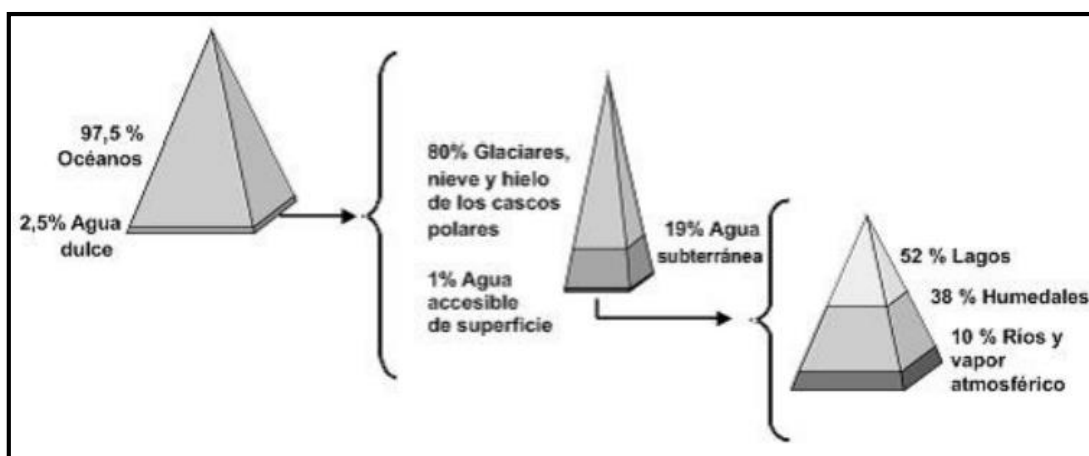 97,5 %
Océanos
2,5% Agua
dulce
80% Glaciares,
nieve y hielo
de los cascos
polares
19% Agua
subterránea
1% Agua
accesible
de superficie
52 % Lagos
38 % Humedales
10 % Ríos y
vapor
atmosférico